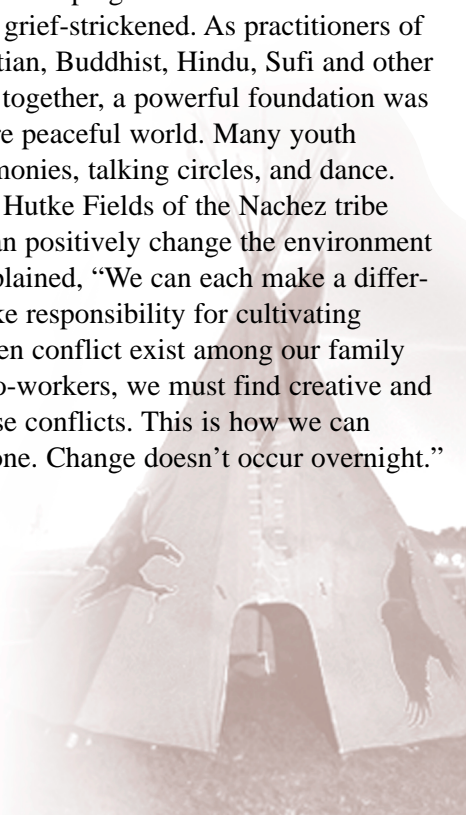 grief-strickened. As practitioners of
tian, Buddhist, Hindu, Sufi and other
together, a powerful foundation was
re peaceful world. Many youth
monies, talking circles, and dance.
Hutke Fields of the Nachez tribe
an positively change the environment
plained, “We can each make a differ-
ke responsibility for cultivating
en conflict exist among our family
o-workers, we must find creative and
se conflicts. This is how we can
one. Change doesn’t occur overnight.”